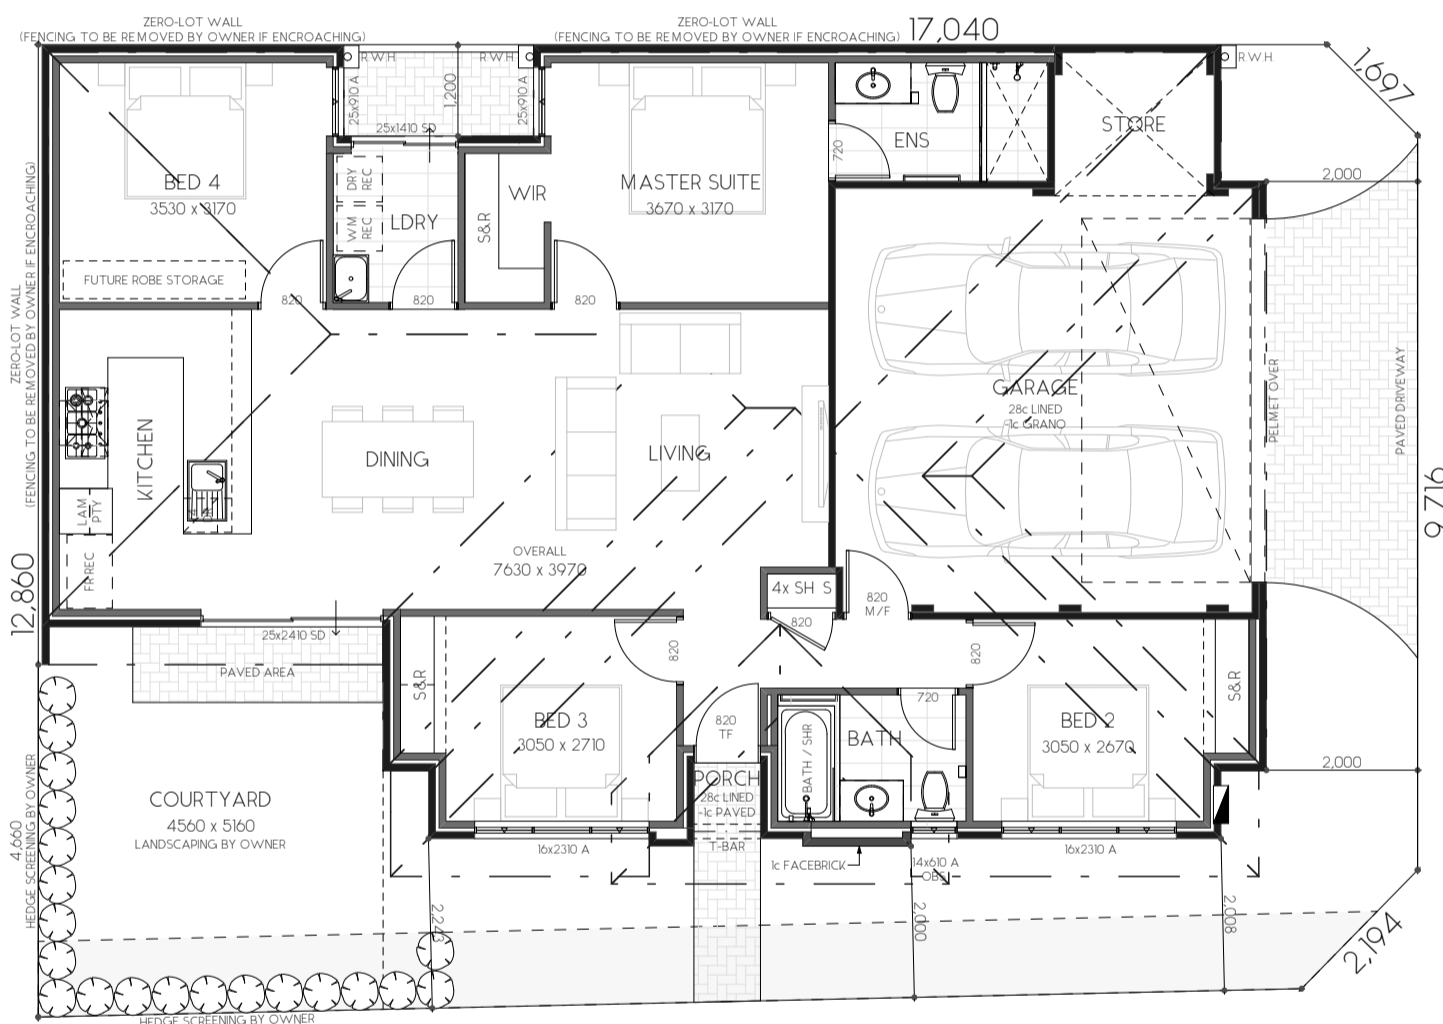 ZERO-LOT WALL
(FENCING TO BE REMOVED BY OWNER IF ENCROACHING)
ZERO-LOT WALL
(FENCING TO BE REMOVED BY OWNER IF ENCROACHING)
17,040
1,697
R.W.H
R.W.H
R.W.H
25x910 A
1,200
25x910 A
25x1410 SD
BED 4
3530 x 3170
FUTURE ROBE STORAGE
820
DRY
REC
WM
REC
LDRY
820
S&R
WIR
MASTER SUITE
3670 x 3170
820
720
ENS
STORE
2,000
ZERO-LOT WALL
(FENCING TO BE REMOVED BY OWNER IF ENCROACHING)
12,860
KITCHEN
LAM
PTY
FR REC
DINING
LIVING
OVERALL
7630 x 3970
GARAGE
28c LINED
-1c GRANO
PELMET OVER
PAVED DRIVEWAY
9,716
4x SH S
820
820
M/F
25x2410 SD
PAVED AREA
S&R
BED 3
3050 x 2710
820
820
TF
PORCH
28c LINED
-1c PAVED
T-BAR
BATH / SHR
BATH
720
820
BED 2
3050 x 2670
S&R
2,000
COURTYARD
4560 x 5160
LANDSCAPING BY OWNER
4,660
HEDGE SCREENING BY OWNER
16x2310 A
1c FACEBRICK
14x610 A
OBS
16x2310 A
2,000
2,008
2,194
HEDGE SCREENING BY OWNER